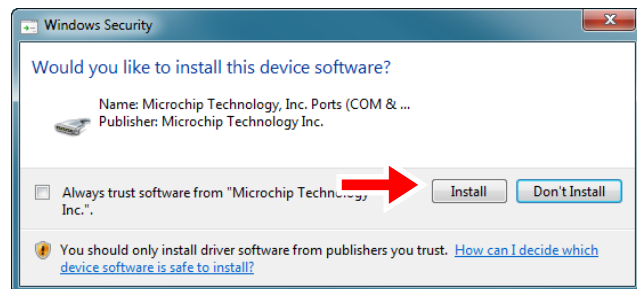 Windows Security
Would you like to install this device software?
Name: Microchip Technology, Inc. Ports (COM & ...
Publisher: Microchip Technology Inc.
Always trust software from "Microchip Technology
Inc.".
Install
Don't Install
You should only install driver software from publishers you trust. How can I decide which
device software is safe to install?